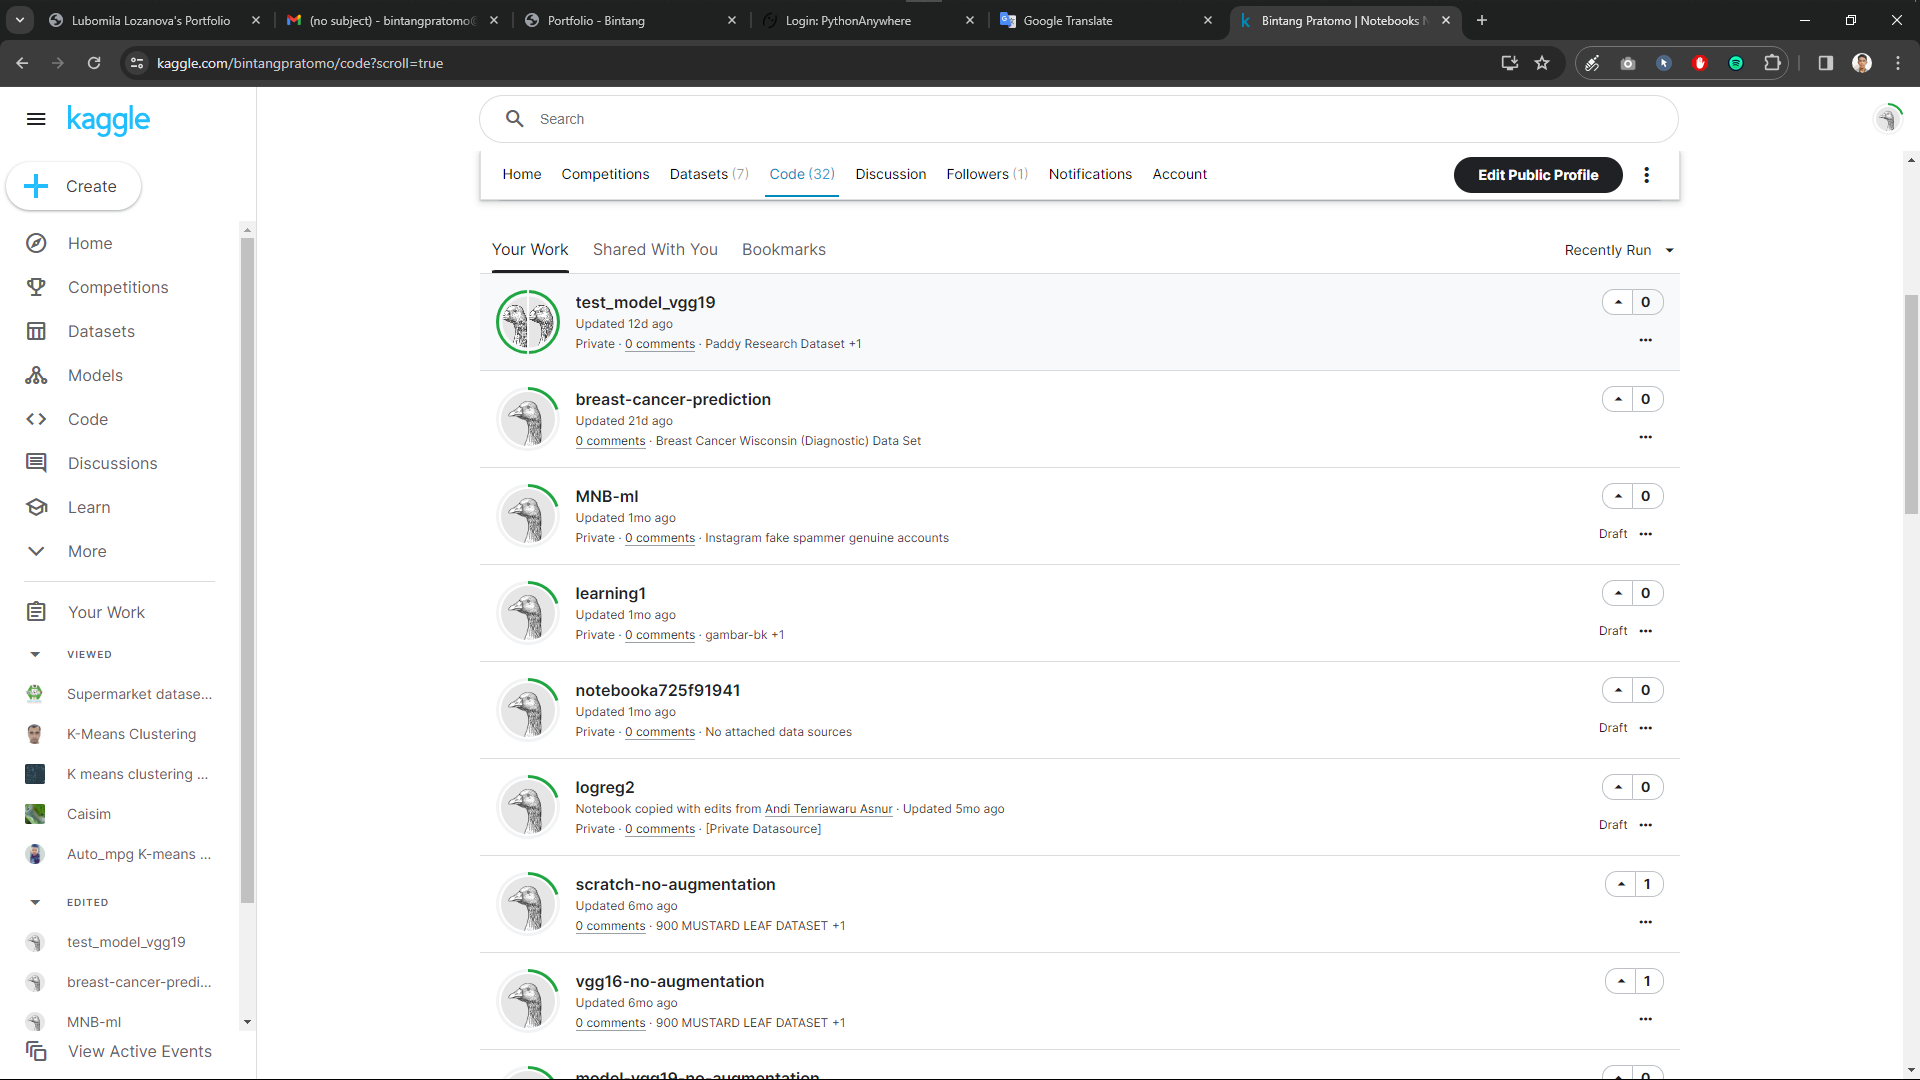 Lubomila Lozanova's Portfolio
(no subject) - bintangpratomo@
Portfolio - Bintang
Login: PythonAnywhere
Google Translate
Bintang Pratomo | Notebooks
kaggle.com/bintangpratomo/code?scroll=true
kaggle
Search
Create
Home Competitions Datasets (7) Code (32) Discussion Followers (1) Notifications Account
Edit Public Profile
Home
Competitions
Datasets
Models
Code
Discussions
Learn
More
Your Work
VIEWED
Supermarket datase...
K-Means Clustering
K means clustering ...
Caisim
Auto_mpg K-means ...
EDITED
test_model_vgg19
breast-cancer-predi...
MNB-ml
View Active Events
Your Work Shared With You Bookmarks
Recently Run
test_model_vgg19
Updated 12d ago
Private · 0 comments · Paddy Research Dataset +1
0
breast-cancer-prediction
Updated 21d ago
0 comments · Breast Cancer Wisconsin (Diagnostic) Data Set
0
MNB-ml
Updated 1mo ago
Private · 0 comments · Instagram fake spammer genuine accounts
0
Draft
learning1
Updated 1mo ago
Private · 0 comments · gambar-bk +1
0
Draft
notebooka725f91941
Updated 1mo ago
Private · 0 comments · No attached data sources
0
Draft
logreg2
Notebook copied with edits from Andi Tenriawaru Asnur · Updated 5mo ago
Private · 0 comments · [Private Datasource]
0
Draft
scratch-no-augmentation
Updated 6mo ago
0 comments · 900 MUSTARD LEAF DATASET +1
1
vgg16-no-augmentation
Updated 6mo ago
0 comments · 900 MUSTARD LEAF DATASET +1
1
model-vgg19-no-augmentation
0